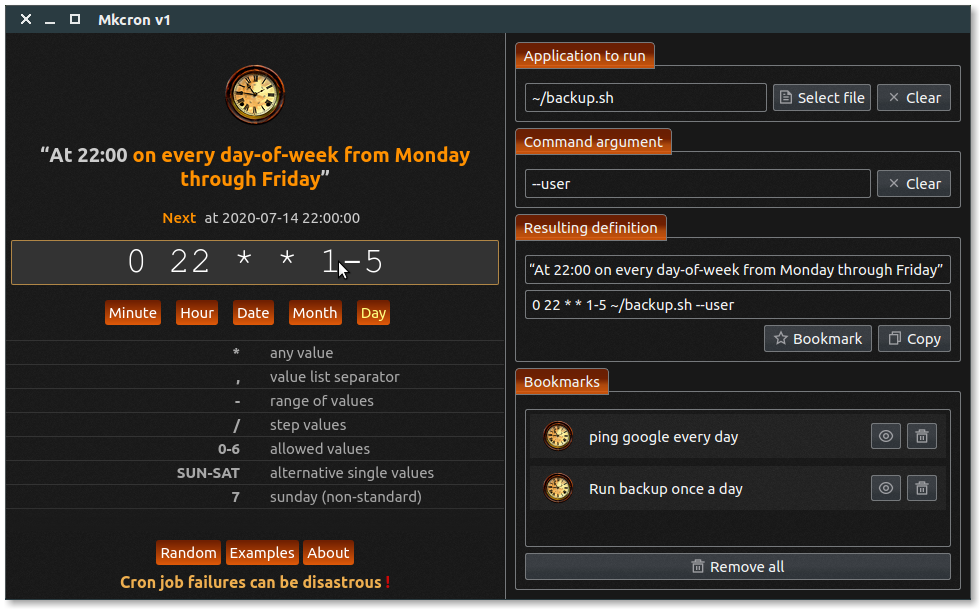 Mkcron v1
“At 22:00 on every day-of-week from Monday
through Friday”
Next at 2020-07-14 22:00:00
0 22 * * 1-5
Minute Hour Date Month Day
* any value
, value list separator
- range of values
/ step values
0-6 allowed values
SUN-SAT alternative single values
7 sunday (non-standard)
Random Examples About
Cron job failures can be disastrous !
Application to run
~/backup.sh Select file Clear
Command argument
--user Clear
Resulting definition
“At 22:00 on every day-of-week from Monday through Friday”
0 22 * * 1-5 ~/backup.sh --user
Bookmark Copy
Bookmarks
ping google every day
Run backup once a day
Remove all